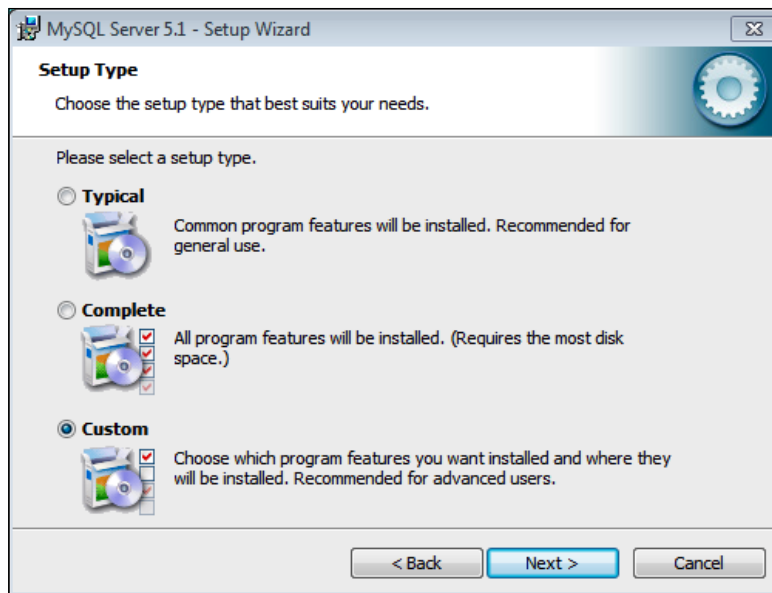 MySQL Server 5.1 - Setup Wizard
Setup Type
Choose the setup type that best suits your needs.
Please select a setup type.
Typical
Common program features will be installed. Recommended for
general use.
Complete
All program features will be installed. (Requires the most disk
space.)
Custom
Choose which program features you want installed and where they
will be installed. Recommended for advanced users.
< Back
Next >
Cancel